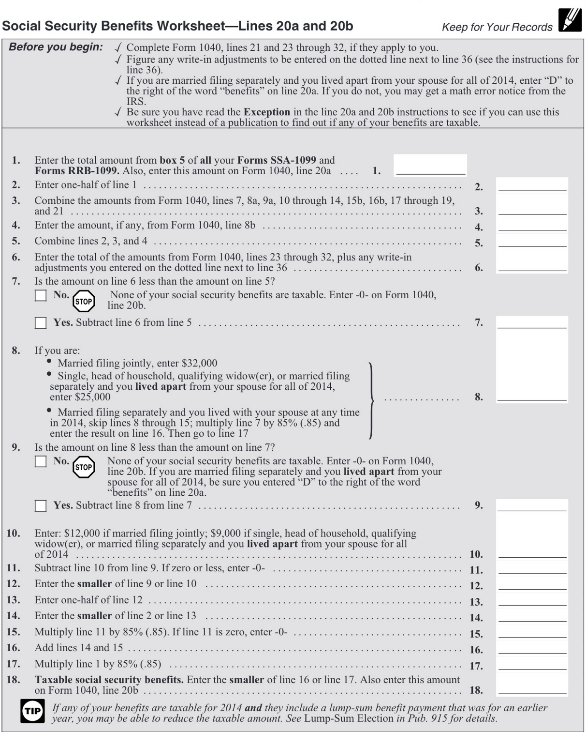 Social Security Benefits Worksheet—Lines 20a and 20b Keep for Your Records
Before you begin: ✓ Complete Form 1040, lines 21 and 23 through 32, if they apply to you.
✓ Figure any write-in adjustments to be entered on the dotted line next to line 36 (see the instructions for
line 36).
✓ If you are married filing separately and you lived apart from your spouse for all of 2014, enter “D” to
the right of the word “benefits” on line 20a. If you do not, you may get a math error notice from the
IRS.
✓ Be sure you have read the Exception in the line 20a and 20b instructions to see if you can use this
worksheet instead of a publication to find out if any of your benefits are taxable.
1. Enter the total amount from box 5 of all your Forms SSA-1099 and
Forms RRB-1099. Also, enter this amount on Form 1040, line 20a .... 1.
2. Enter one-half of line 1 ........ 2.
3. Combine the amounts from Form 1040, lines 7, 8a, 9a, 10 through 14, 15b, 16b, 17 through 19,
and 21 ........ 3.
4. Enter the amount, if any, from Form 1040, line 8b ........ 4.
5. Combine lines 2, 3, and 4 ........ 5.
6. Enter the total of the amounts from Form 1040, lines 23 through 32, plus any write-in
adjustments you entered on the dotted line next to line 36 ........ 6.
7. Is the amount on line 6 less than the amount on line 5?
No. STOP None of your social security benefits are taxable. Enter -0- on Form 1040,
line 20b.
Yes. Subtract line 6 from line 5 ........ 7.
8. If you are:
• Married filing jointly, enter $32,000
• Single, head of household, qualifying widow(er), or married filing
separately and you lived apart from your spouse for all of 2014,
enter $25,000
........ 8.
• Married filing separately and you lived with your spouse at any time
in 2014, skip lines 8 through 15; multiply line 7 by 85% (.85) and
enter the result on line 16. Then go to line 17
9. Is the amount on line 8 less than the amount on line 7?
No. STOP None of your social security benefits are taxable. Enter -0- on Form 1040,
line 20b. If you are married filing separately and you lived apart from your
spouse for all of 2014, be sure you entered “D” to the right of the word
“benefits” on line 20a.
Yes. Subtract line 8 from line 7 ........ 9.
10. Enter: $12,000 if married filing jointly; $9,000 if single, head of household, qualifying
widow(er), or married filing separately and you lived apart from your spouse for all
of 2014 ........ 10.
11. Subtract line 10 from line 9. If zero or less, enter -0- ........ 11.
12. Enter the smaller of line 9 or line 10 ........ 12.
13. Enter one-half of line 12 ........ 13.
14. Enter the smaller of line 2 or line 13 ........ 14.
15. Multiply line 11 by 85% (.85). If line 11 is zero, enter -0- ........ 15.
16. Add lines 14 and 15 ........ 16.
17. Multiply line 1 by 85% (.85) ........ 17.
18. Taxable social security benefits. Enter the smaller of line 16 or line 17. Also enter this amount
on Form 1040, line 20b ........ 18.
TIP If any of your benefits are taxable for 2014 and they include a lump-sum benefit payment that was for an earlier
year, you may be able to reduce the taxable amount. See Lump-Sum Election in Pub. 915 for details.